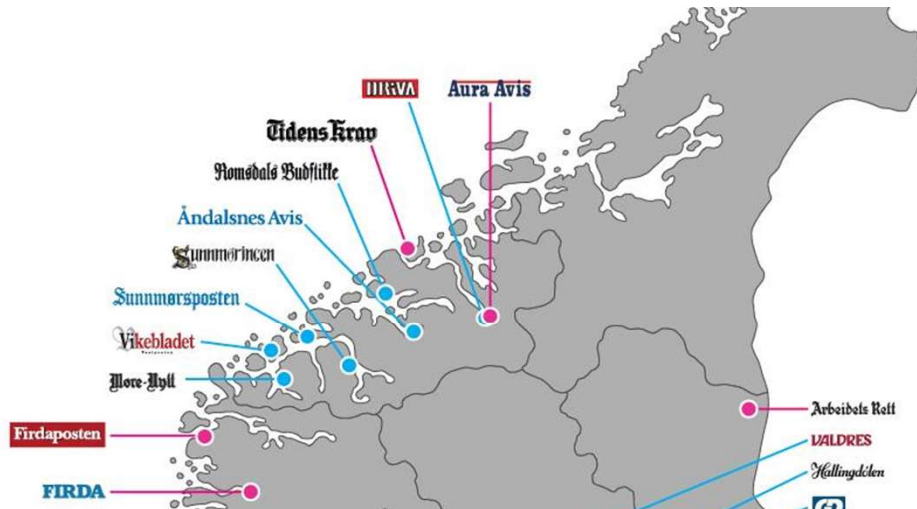 DRIVA
Aura Avis
Tidens Krav
Romsdals Budstikke
Åndalsnes Avis
Sunnmøringen
Sunnmørsposten
Vikebladet
Møre-Nytt
Firdaposten
FIRDA
Arbeidets Rett
VALDRES
Hallingdølen